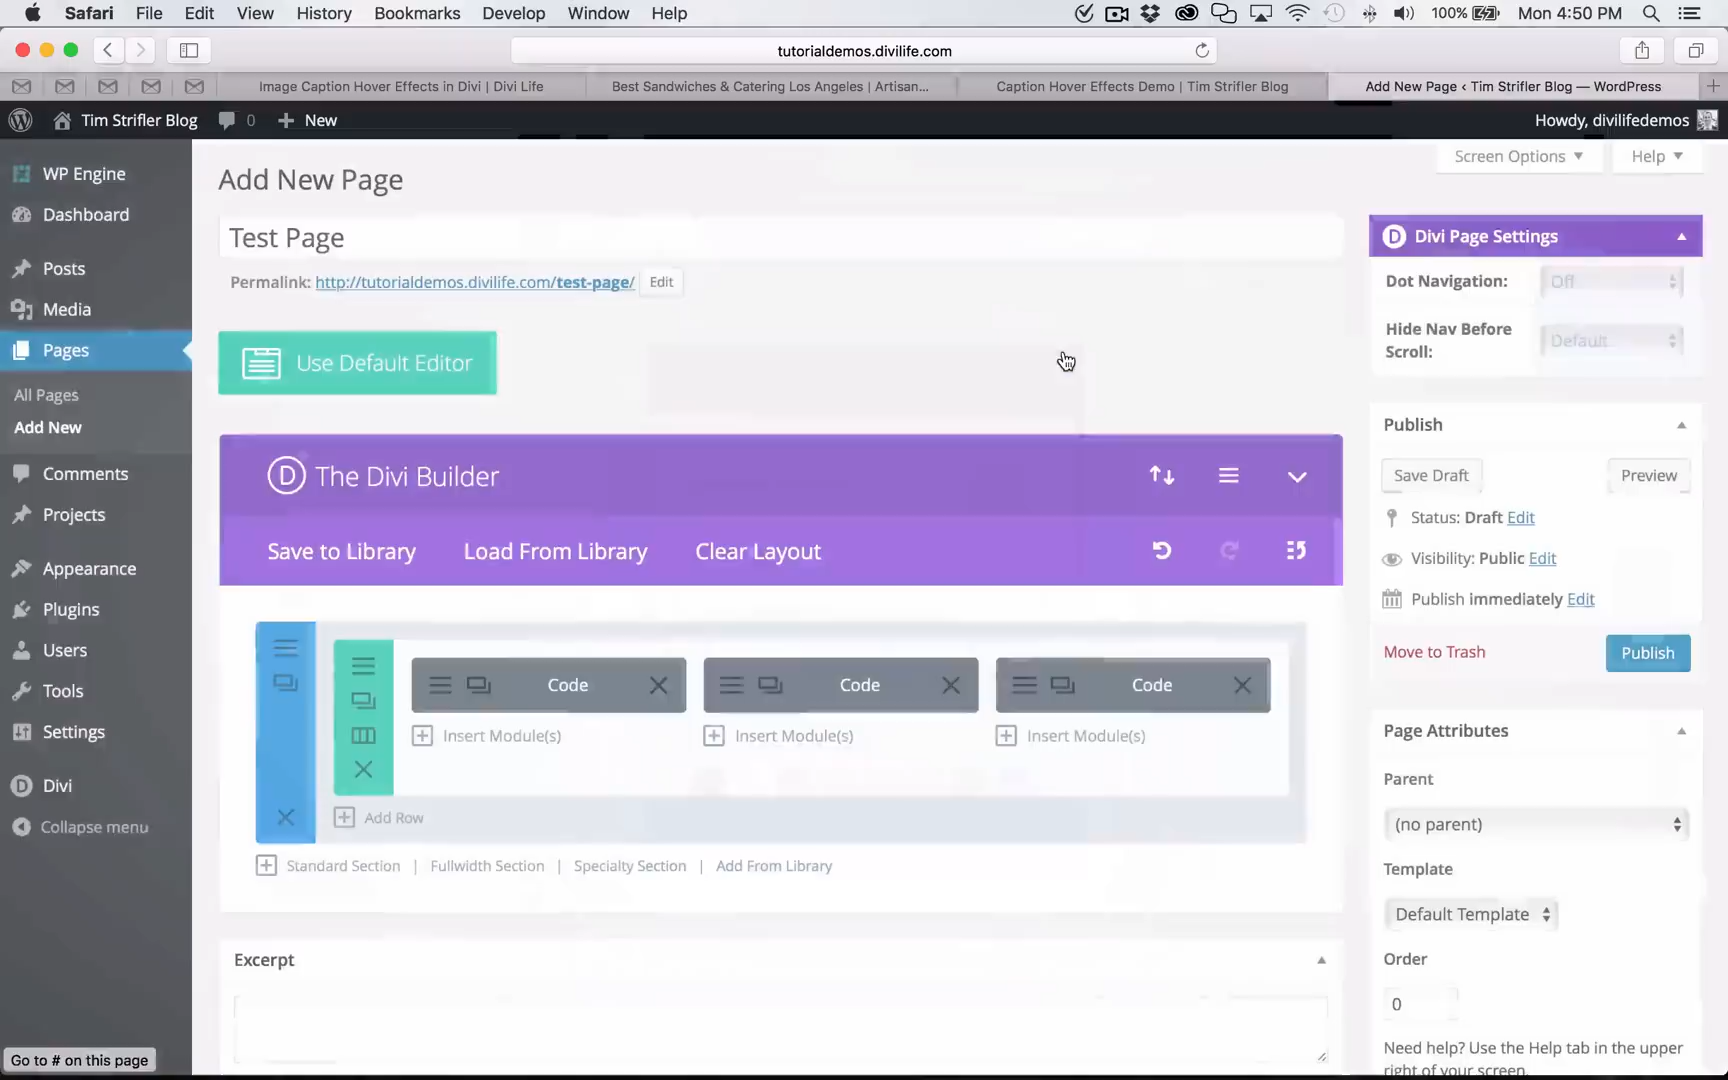 Safari File Edit View History Bookmarks Develop Window Help 100% Mon 4:50 PM
tutorialdemos.divilife.com
Image Caption Hover Effects in Divi | Divi Life Best Sandwiches & Catering Los Angeles | Artisan... Caption Hover Effects Demo | Tim Strifler Blog Add New Page ‹ Tim Strifler Blog — WordPress
Tim Strifler Blog 0 New Howdy, divilifedemos
Screen Options Help
WP Engine
Dashboard
Posts
Media
Pages
All Pages
Add New
Comments
Projects
Appearance
Plugins
Users
Tools
Settings
Divi
Collapse menu
Add New Page
Test Page
Permalink: http://tutorialdemos.divilife.com/test-page/ Edit
Use Default Editor
The Divi Builder
Save to Library Load From Library Clear Layout
Code Code Code
Insert Module(s) Insert Module(s) Insert Module(s)
Add Row
Standard Section | Fullwidth Section | Specialty Section | Add From Library
Excerpt
Divi Page Settings
Dot Navigation: Off
Hide Nav Before
Scroll: Default
Publish
Save Draft Preview
Status: Draft Edit
Visibility: Public Edit
Publish immediately Edit
Move to Trash Publish
Page Attributes
Parent
(no parent)
Template
Default Template
Order
0
Need help? Use the Help tab in the upper
right of your screen.
Go to # on this page